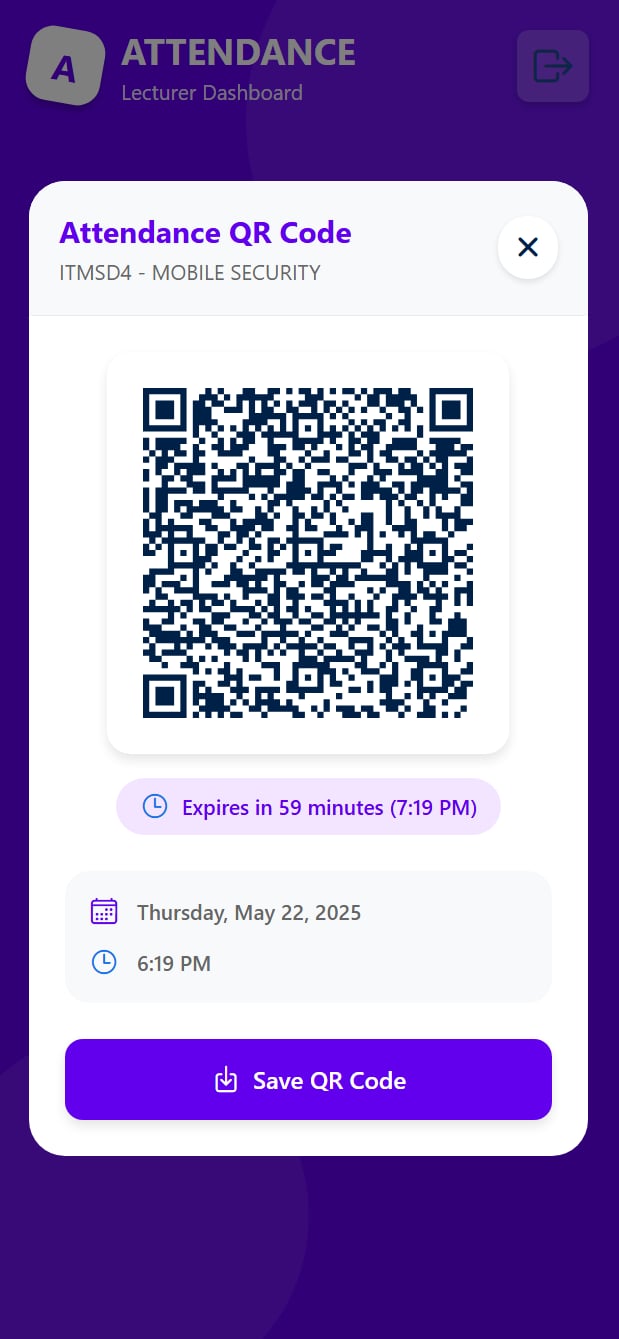 A
ATTENDANCE
Lecturer Dashboard
Attendance QR Code
ITMSD4 - MOBILE SECURITY
Expires in 59 minutes (7:19 PM)
Thursday, May 22, 2025
6:19 PM
Save QR Code